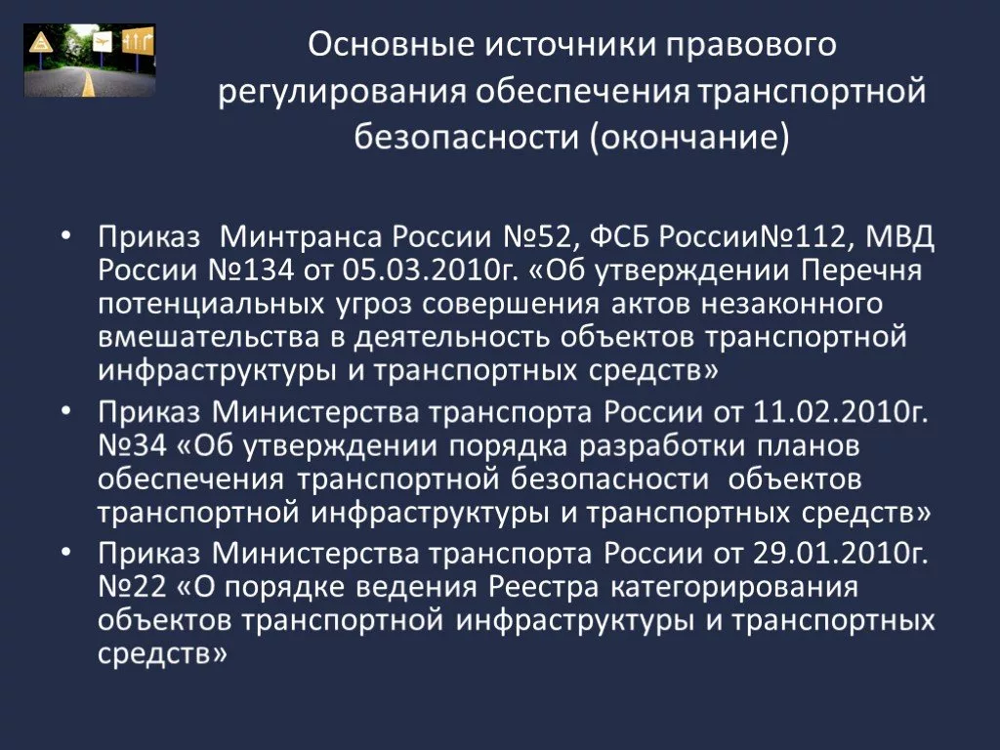 Основные источники правового
регулирования обеспечения транспортной
безопасности (окончание)
• Приказ  Минтранса России №52, ФСБ России№112, МВД
России №134 от 05.03.2010г. «Об утверждении Перечня
потенциальных угроз совершения актов незаконного
вмешательства в деятельность объектов транспортной
инфраструктуры и транспортных средств»
• Приказ Министерства транспорта России от 11.02.2010г.
№34 «Об утверждении порядка разработки планов
обеспечения транспортной безопасности  объектов
транспортной инфраструктуры и транспортных средств»
• Приказ Министерства транспорта России от 29.01.2010г.
№22 «О порядке ведения Реестра категорирования
объектов транспортной инфраструктуры и транспортных
средств»